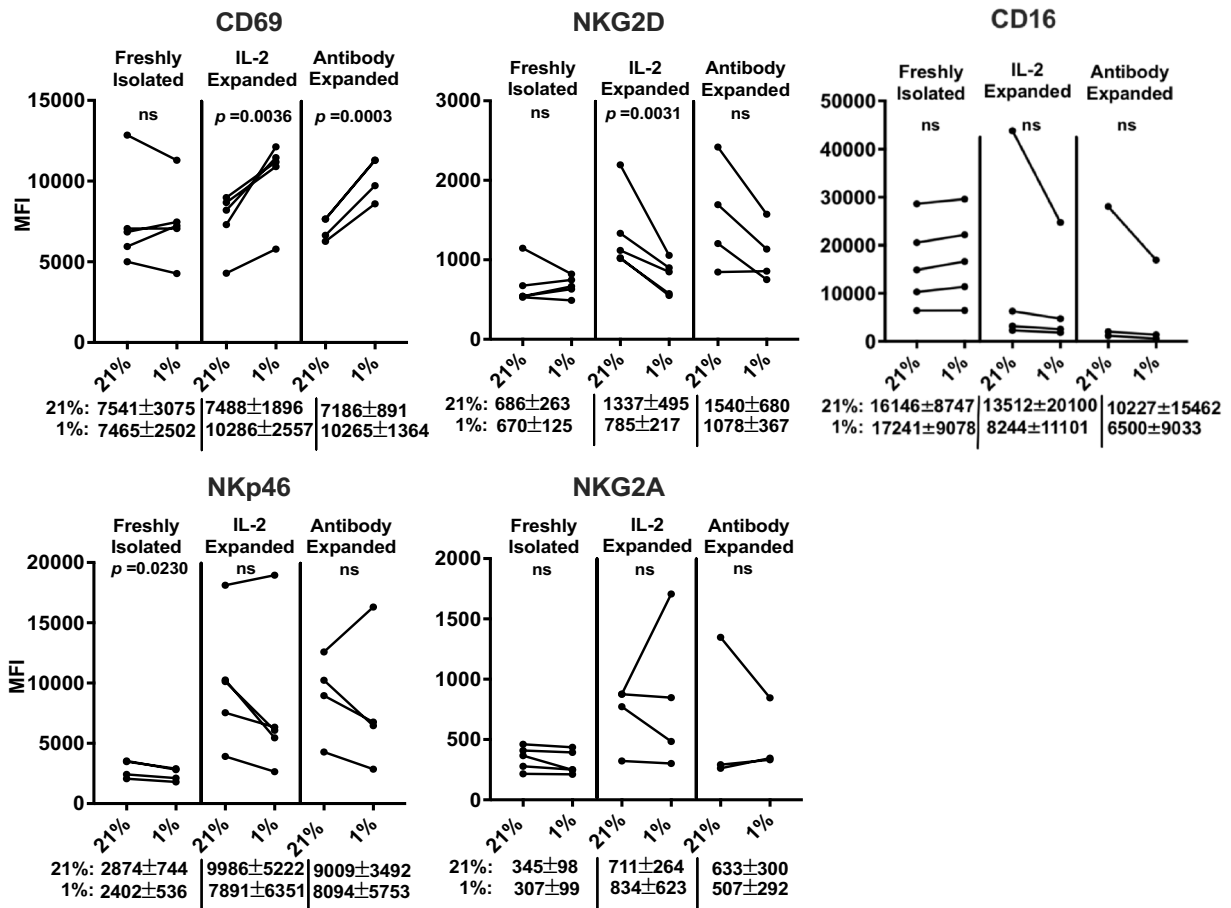 CD69
Freshly Isolated
IL-2 Expanded
Antibody Expanded
ns
p =0.0036
p =0.0003
MFI
15000
10000
5000
0
21% 1% 21% 1% 21% 1%
21%: 7541±3075 7488±1896 7186±891
1%: 7465±2502 10286±2557 10265±1364
NKG2D
Freshly Isolated
IL-2 Expanded
Antibody Expanded
ns
p =0.0031
ns
3000
2000
1000
0
21% 1% 21% 1% 21% 1%
21%: 686±263 1337±495 1540±680
1%: 670±125 785±217 1078±367
CD16
Freshly Isolated
IL-2 Expanded
Antibody Expanded
ns
ns
ns
50000
40000
30000
20000
10000
0
21% 1% 21% 1% 21% 1%
21%: 16146±8747 13512±20100 10227±15462
1%: 17241±9078 8244±11101 6500±9033
NKp46
Freshly Isolated
IL-2 Expanded
Antibody Expanded
p =0.0230
ns
ns
MFI
20000
15000
10000
5000
0
21% 1% 21% 1% 21% 1%
21%: 2874±744 9986±5222 9009±3492
1%: 2402±536 7891±6351 8094±5753
NKG2A
Freshly Isolated
IL-2 Expanded
Antibody Expanded
ns
ns
ns
2000
1500
1000
500
0
21% 1% 21% 1% 21% 1%
21%: 345±98 711±264 633±300
1%: 307±99 834±623 507±292